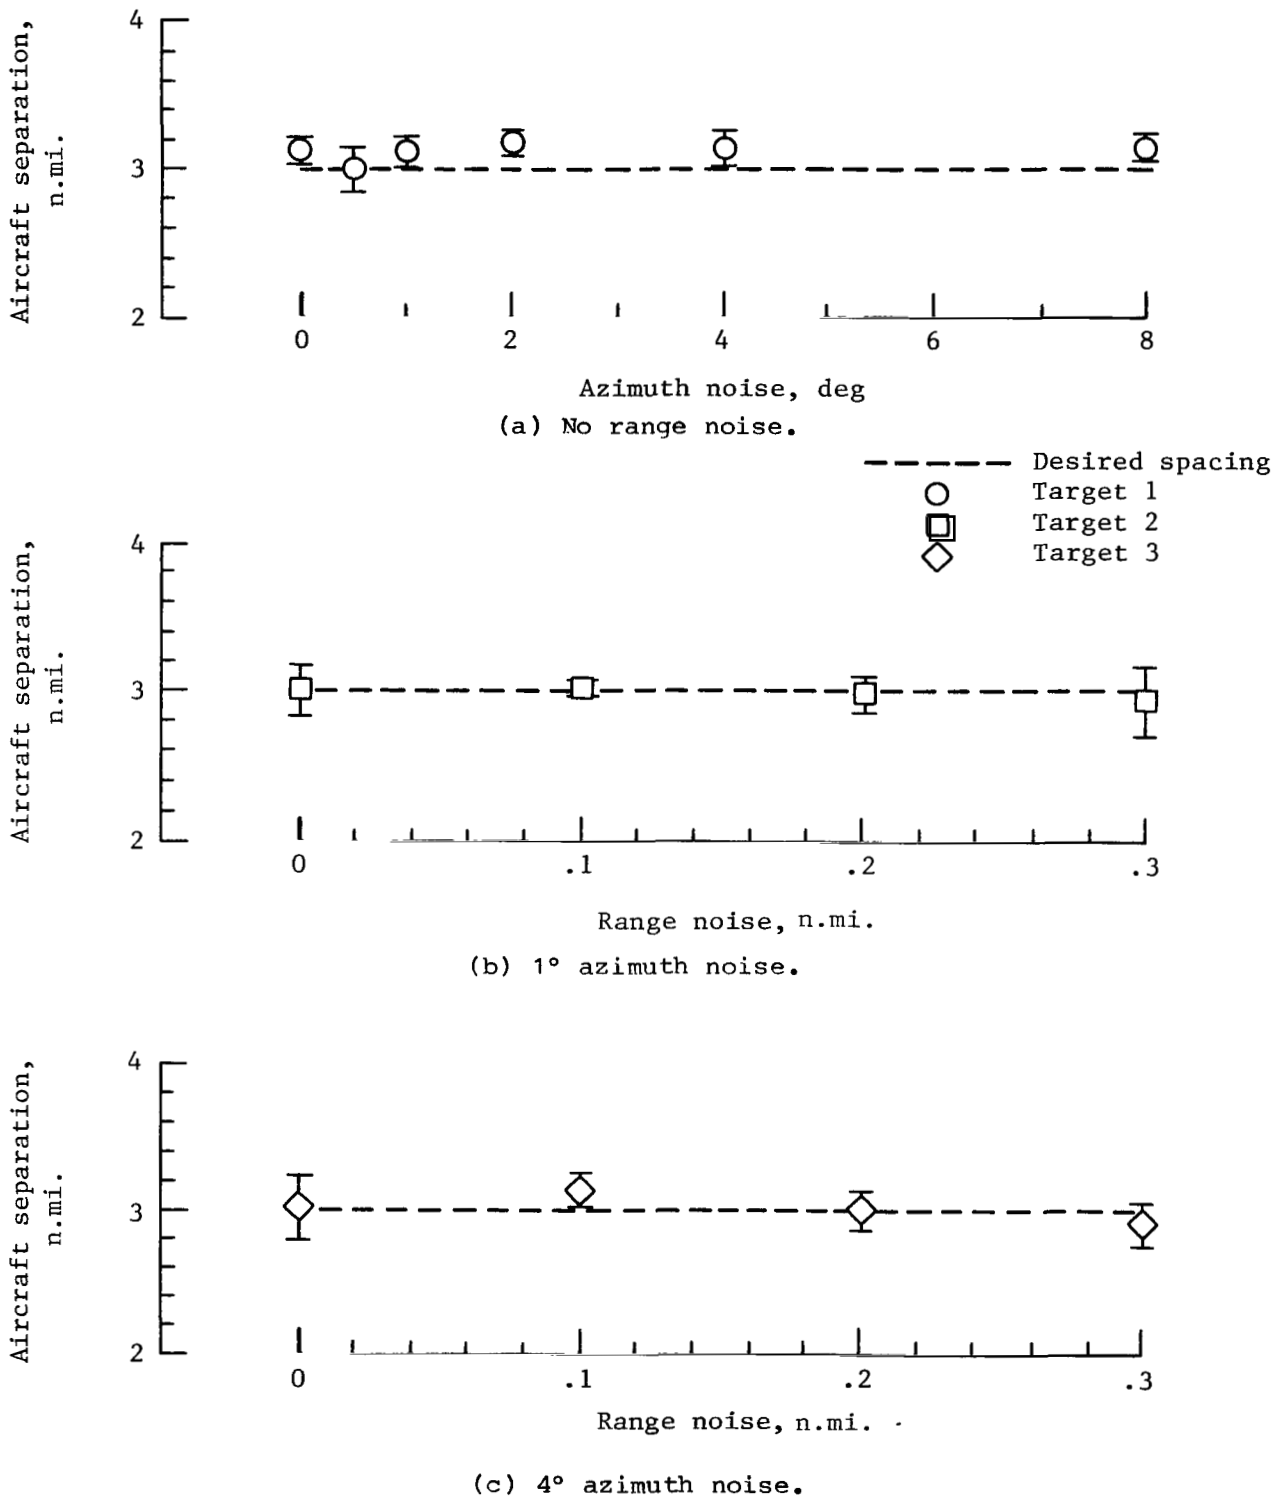 4
3
2
Aircraft separation,
n.mi.
0 2 4 6 8
Azimuth noise, deg
(a) No range noise.
Desired spacing
Target 1
Target 2
Target 3
4
3
2
Aircraft separation,
n.mi.
0 .1 .2 .3
Range noise, n.mi.
(b) 1° azimuth noise.
4
3
2
Aircraft separation,
n.mi.
0 .1 .2 .3
Range noise, n.mi.
(c) 4° azimuth noise.